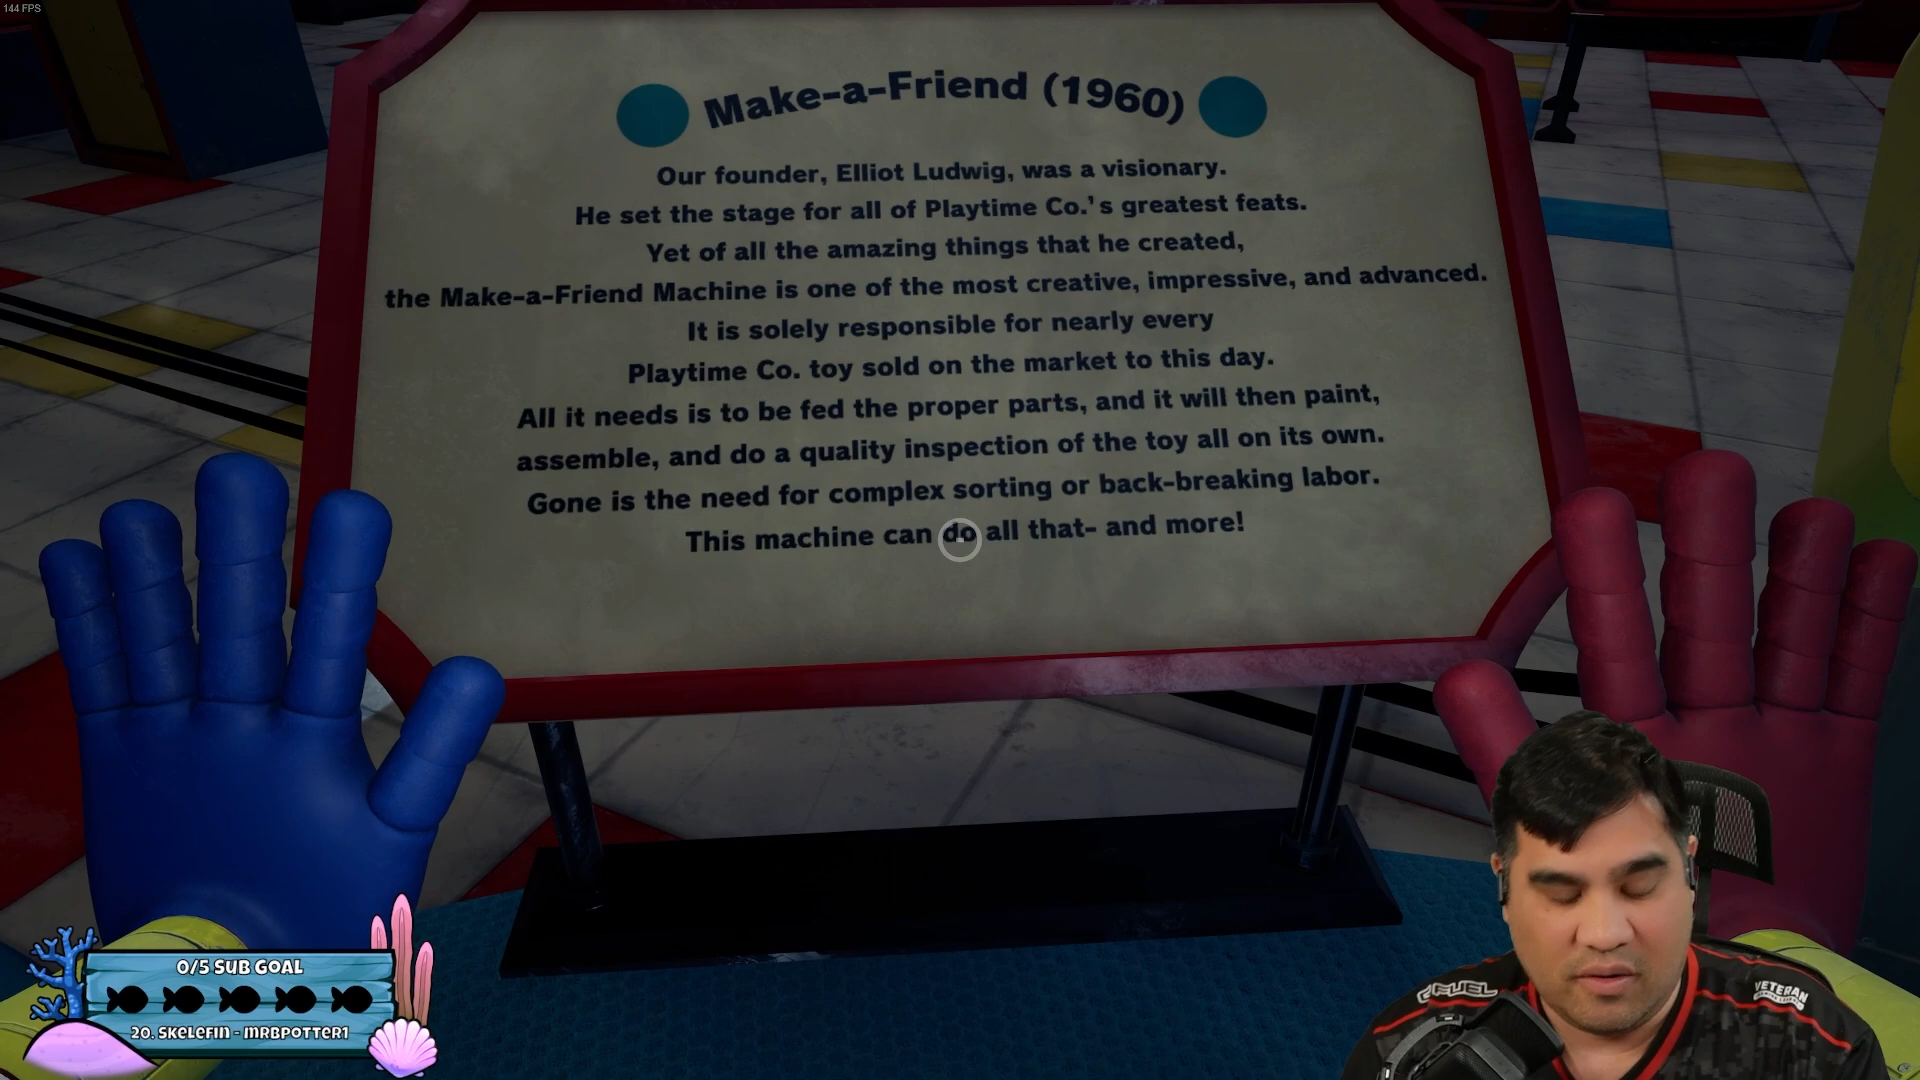 144 FPS
Make-a-Friend (1960)
Our founder, Elliot Ludwig, was a visionary.
He set the stage for all of Playtime Co.'s greatest feats.
Yet of all the amazing things that he created,
the Make-a-Friend Machine is one of the most creative, impressive, and advanced.
It is solely responsible for nearly every
Playtime Co. toy sold on the market to this day.
All it needs is to be fed the proper parts, and it will then paint,
assemble, and do a quality inspection of the toy all on its own.
Gone is the need for complex sorting or back-breaking labor.
This machine can do all that- and more!
0/5 SUB GOAL
20. SKELEFIN - MRBPOTTER1
GFUEL
VETERAN